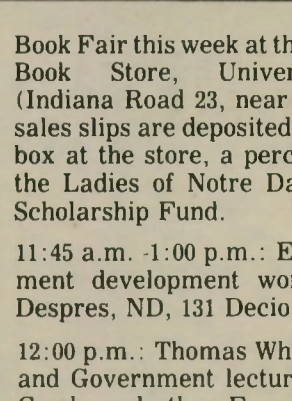 Book Fair this week at th
Book Store, Univer
(Indiana Road 23, near
sales slips are deposited
box at the store, a perc
the Ladies of Notre Da
Scholarship Fund.
11:45 a.m. -1:00 p.m.: E
ment development wor
Despres, ND, 131 Decio
12:00 p.m.: Thomas Wh
and Government lectur